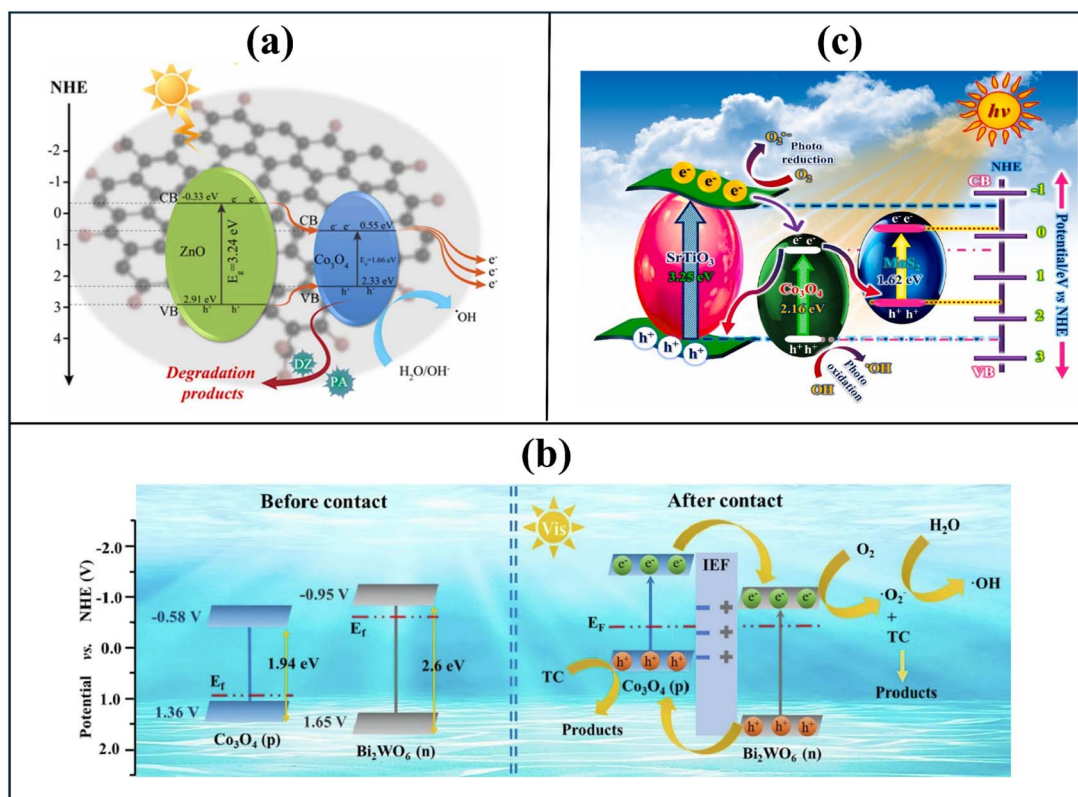 (a)
NHE
-2
-1
0
1
2
3
4
CB
-0.33 eV
e⁻ e⁻
ZnO
E_g=3.24 eV
2.91 eV
h⁺ h⁺
VB
CB
e⁻ e⁻
0.55 eV
E_g=1.66 eV
Co₃O₄
2.33 eV
h⁺ h⁺
VB
e⁻
e⁻
e⁻
·OH
H₂O/OH⁻
DZ
PA
Degradation
products
(c)
hν
NHE
CB
-1
0
1
2
3
VB
Potential/eV vs NHE
O₂•−
Photo
reduction
O₂
e⁻ e⁻ e⁻
SrTiO₃
3.25 eV
h⁺ h⁺ h⁺
e⁻ e⁻
Co₃O₄
2.16 eV
h⁺ h⁺
e⁻ e⁻
MoS₂
1.62 eV
h⁺ h⁺
•OH
Photo
oxidation
OH
(b)
Before contact
After contact
Vis
Potential vs. NHE (V)
-2.0
-1.0
0.0
1.0
2.0
-0.58 V
1.94 eV
E_f
1.36 V
Co₃O₄ (p)
-0.95 V
E_f
2.6 eV
1.65 V
Bi₂WO₆ (n)
e⁻ e⁻ e⁻
IEF
E_F
h⁺ h⁺ h⁺
Co₃O₄ (p)
TC
Products
e⁻ e⁻ e⁻
h⁺ h⁺ h⁺
Bi₂WO₆ (n)
O₂
H₂O
·OH
·O₂⁻
+
TC
Products